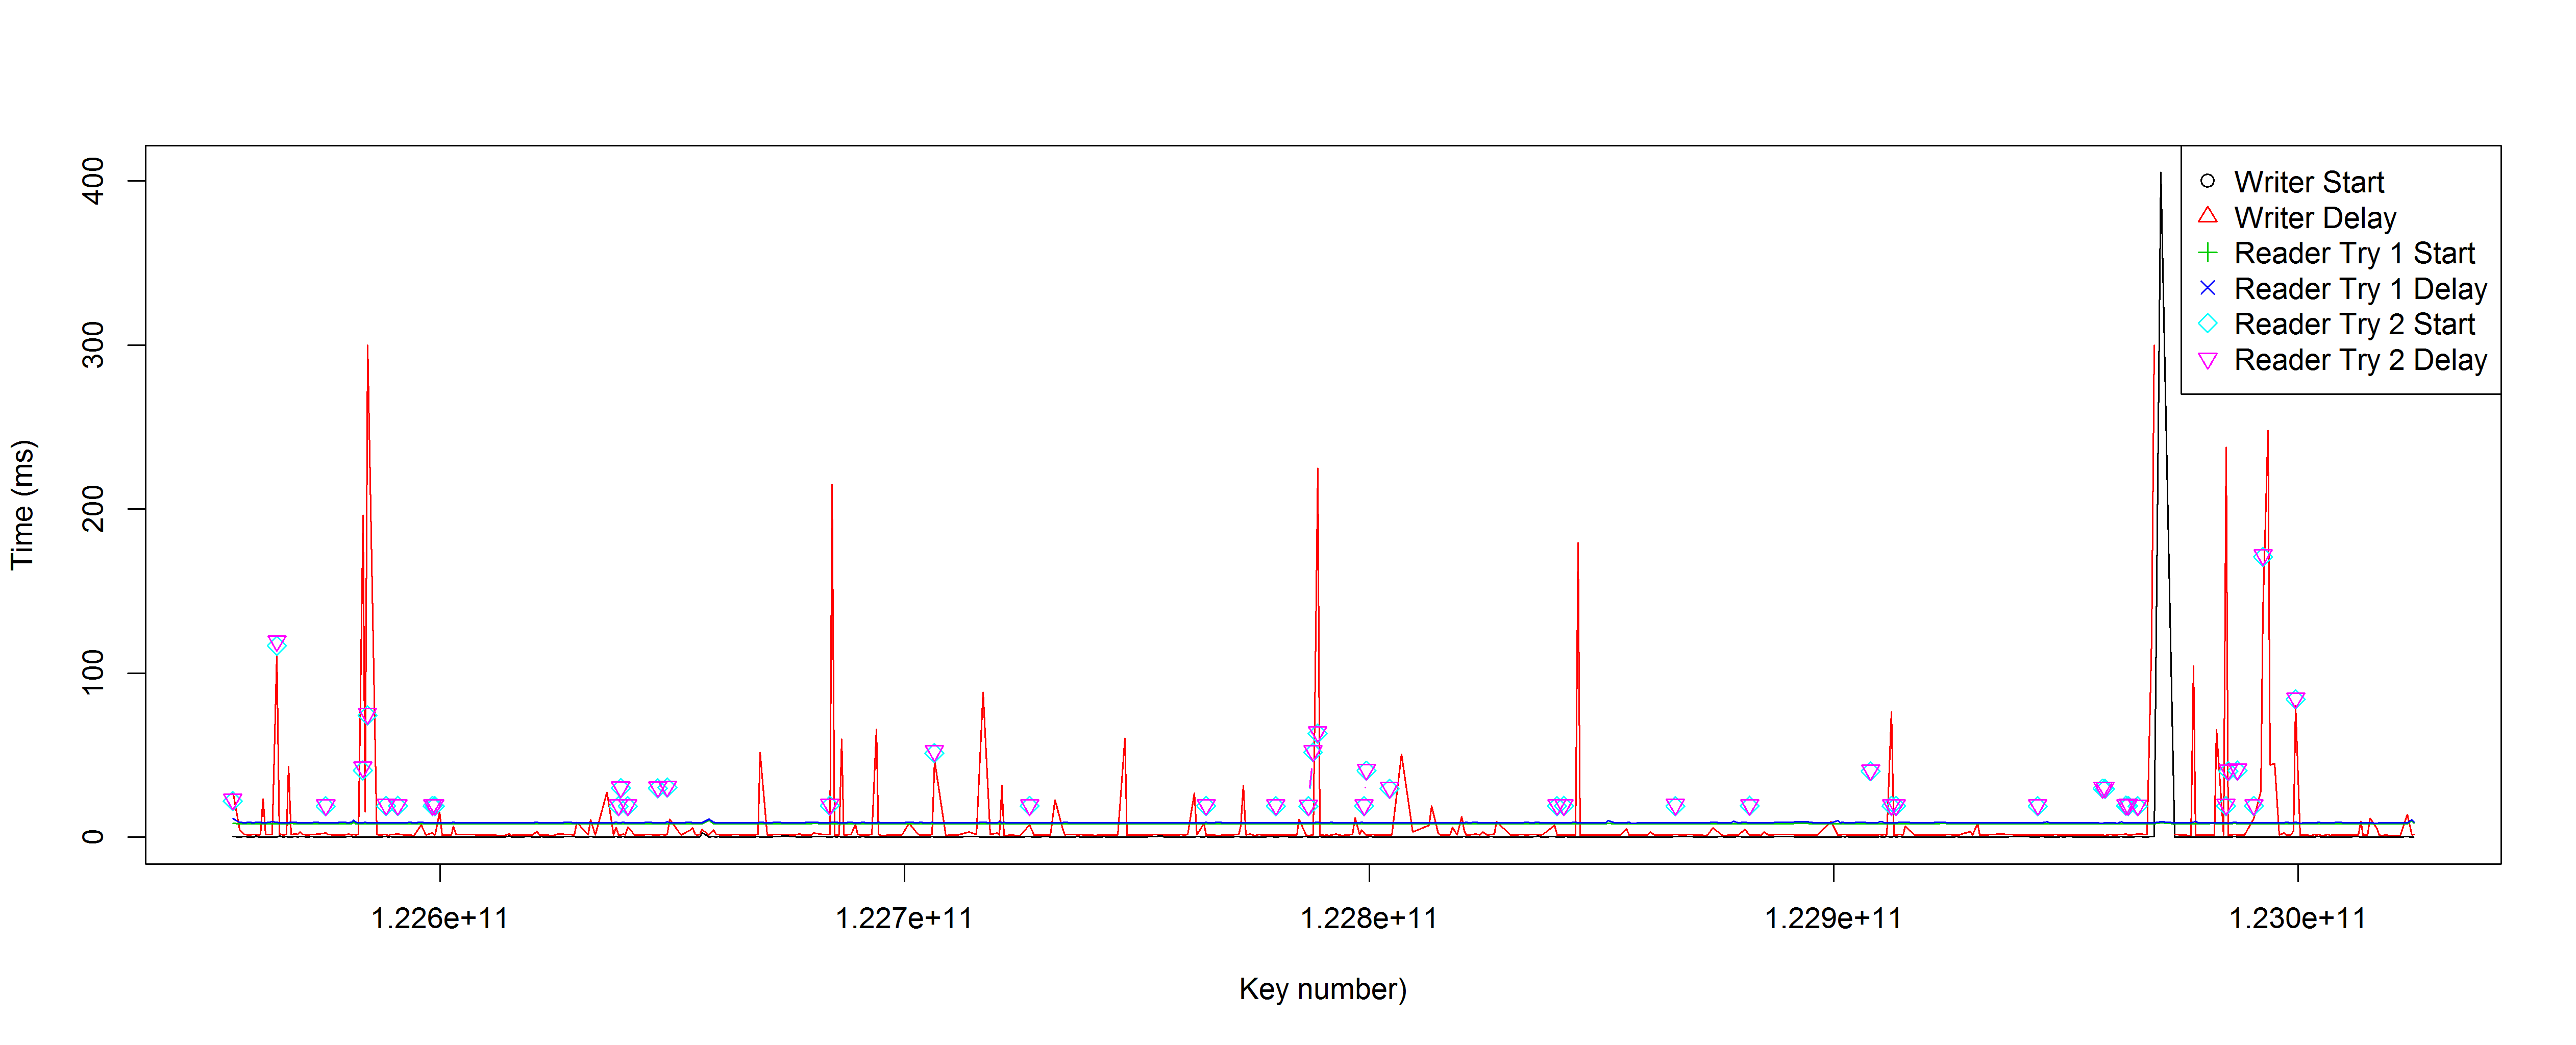 Time (ms)
400
300
200
100
0
Writer Start
Writer Delay
Reader Try 1 Start
Reader Try 1 Delay
Reader Try 2 Start
Reader Try 2 Delay
1.226e+11 1.227e+11 1.228e+11 1.229e+11 1.230e+11
Key number)